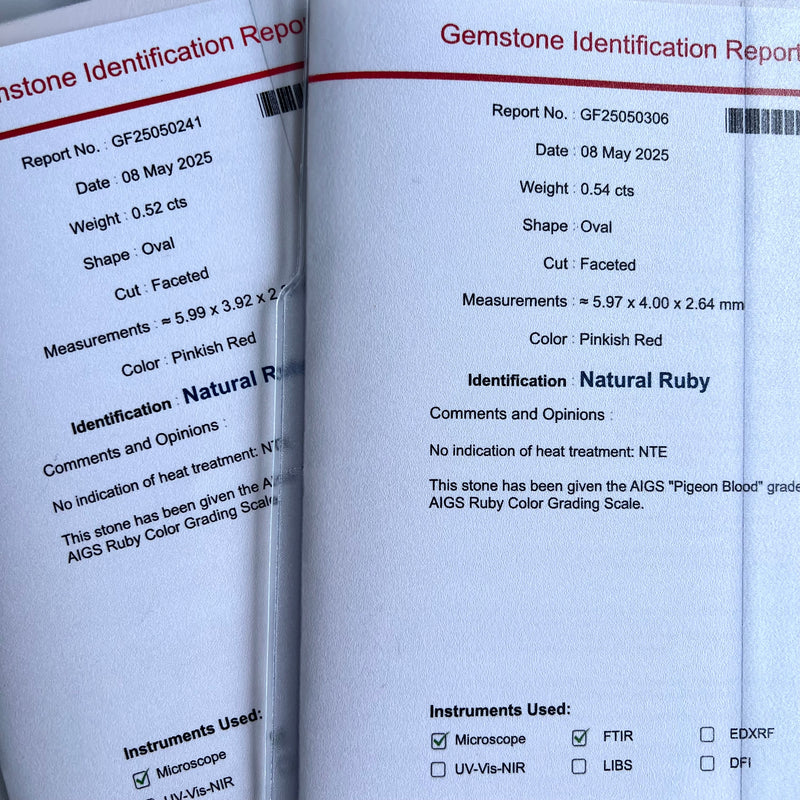 Identification Repo
Report No. : GF25050241
Date : 08 May 2025
Weight : 0.52 cts
Shape : Oval
Cut : Faceted
Measurements : ≈ 5.99 x 3.92 x 2
Color : Pinkish Red
Identification : Natural R
Comments and Opinions :
No indication of heat treatment:
This stone has been given the
AIGS Ruby Color Grading Scale.
Instruments Used:
Microscope
UV-Vis-NIR
Gemstone Identification Report
Report No. : GF25050306
Date : 08 May 2025
Weight : 0.54 cts
Shape : Oval
Cut : Faceted
Measurements : ≈ 5.97 x 4.00 x 2.64 mm
Color : Pinkish Red
Identification : Natural Ruby
Comments and Opinions :
No indication of heat treatment: NTE
This stone has been given the AIGS "Pigeon Blood" grade
AIGS Ruby Color Grading Scale.
Instruments Used:
Microscope FTIR EDXRF
UV-Vis-NIR LIBS DFI